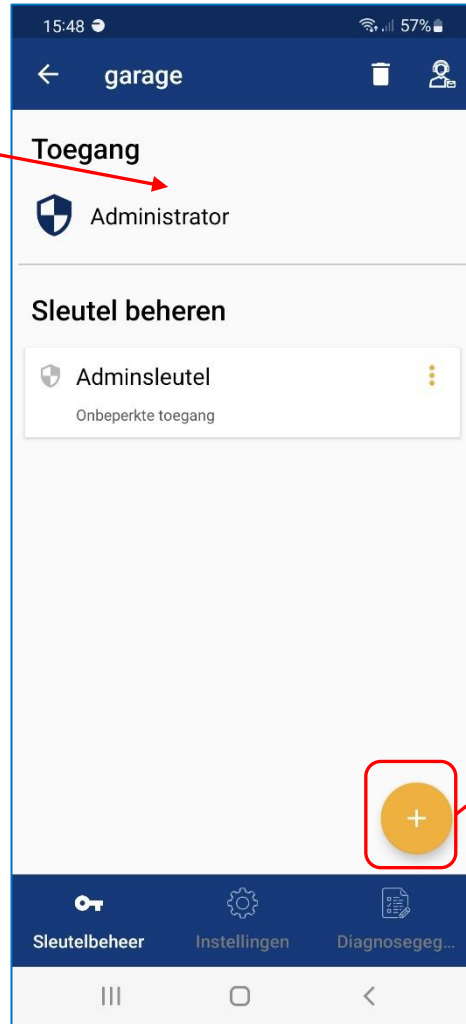 15:48 57%
garage
Toegang
Administrator
Sleutel beheren
Adminsleutel
Onbeperkte toegang
+
Sleutelbeheer Instellingen Diagnosegeg...